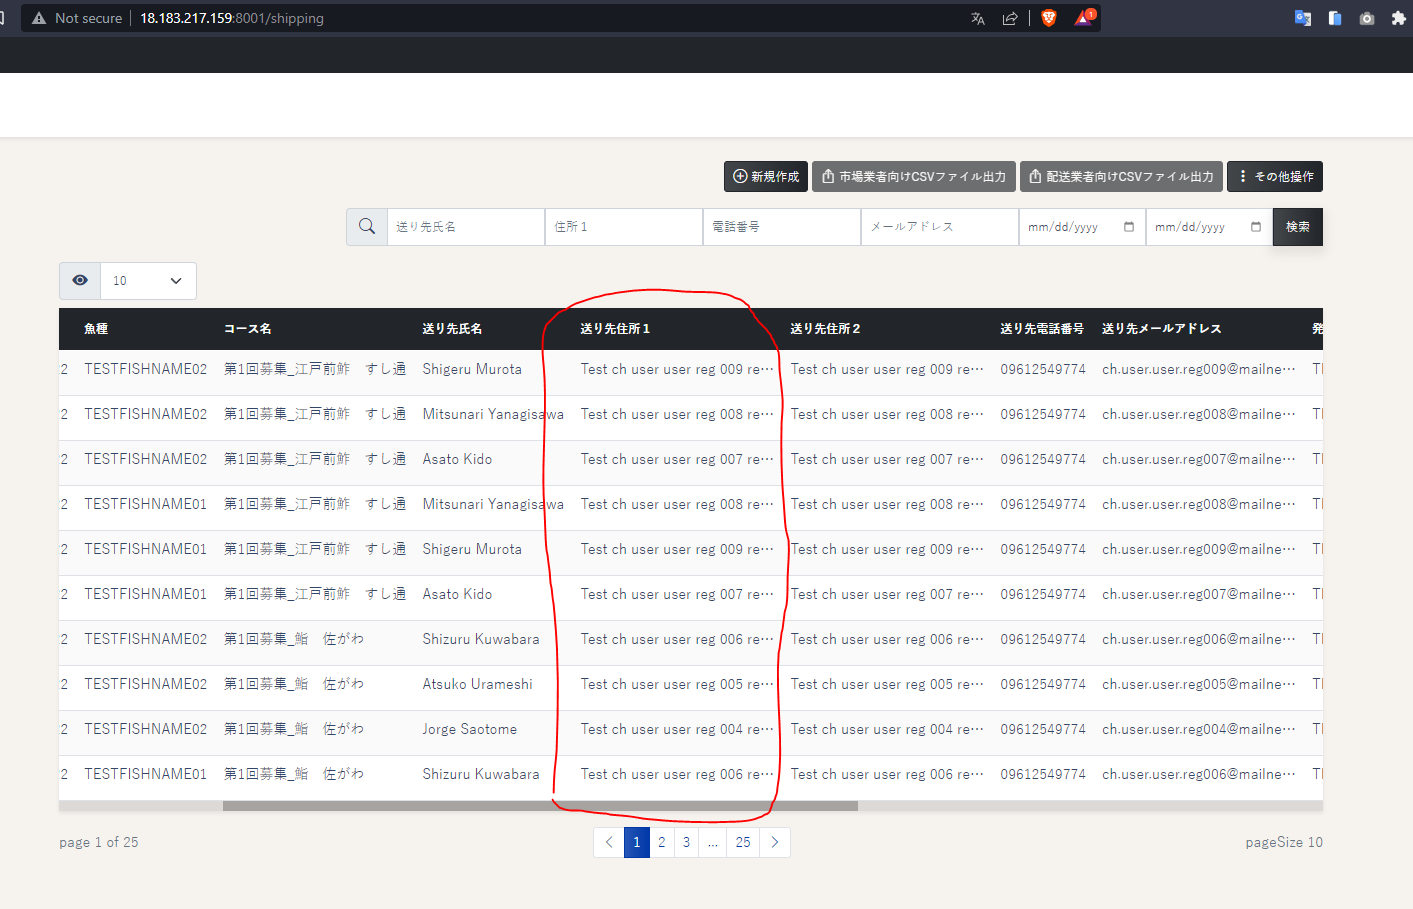 Not secure 18.183.217.159:8001/shipping 1
新規作成 市場業者向けCSVファイル出力 配送業者向けCSVファイル出力 その他操作
送り先氏名 住所１ 電話番号 メールアドレス mm/dd/yyyy mm/dd/yyyy 検索
10
魚種 コース名 送り先氏名 送り先住所１ 送り先住所２ 送り先電話番号 送り先メールアドレス 発
2 TESTFISHNAME02 第1回募集_江戸前鮓　すし通 Shigeru Murota Test ch user user reg 009 re… Test ch user user reg 009 re… 09612549774 ch.user.user.reg009@mailne…
2 TESTFISHNAME02 第1回募集_江戸前鮓　すし通 Mitsunari Yanagisawa Test ch user user reg 008 re… Test ch user user reg 008 re… 09612549774 ch.user.user.reg008@mailne…
2 TESTFISHNAME02 第1回募集_江戸前鮓　すし通 Asato Kido Test ch user user reg 007 re… Test ch user user reg 007 re… 09612549774 ch.user.user.reg007@mailne…
2 TESTFISHNAME01 第1回募集_江戸前鮓　すし通 Mitsunari Yanagisawa Test ch user user reg 008 re… Test ch user user reg 008 re… 09612549774 ch.user.user.reg008@mailne…
2 TESTFISHNAME01 第1回募集_江戸前鮓　すし通 Shigeru Murota Test ch user user reg 009 re… Test ch user user reg 009 re… 09612549774 ch.user.user.reg009@mailne…
2 TESTFISHNAME01 第1回募集_江戸前鮓　すし通 Asato Kido Test ch user user reg 007 re… Test ch user user reg 007 re… 09612549774 ch.user.user.reg007@mailne…
2 TESTFISHNAME02 第1回募集_鮨　佐がわ Shizuru Kuwabara Test ch user user reg 006 re… Test ch user user reg 006 re… 09612549774 ch.user.user.reg006@mailne…
2 TESTFISHNAME02 第1回募集_鮨　佐がわ Atsuko Urameshi Test ch user user reg 005 re… Test ch user user reg 005 re… 09612549774 ch.user.user.reg005@mailne…
2 TESTFISHNAME02 第1回募集_鮨　佐がわ Jorge Saotome Test ch user user reg 004 re… Test ch user user reg 004 re… 09612549774 ch.user.user.reg004@mailne…
2 TESTFISHNAME01 第1回募集_鮨　佐がわ Shizuru Kuwabara Test ch user user reg 006 re… Test ch user user reg 006 re… 09612549774 ch.user.user.reg006@mailne…
page 1 of 25 1 2 3 ... 25 pageSize 10